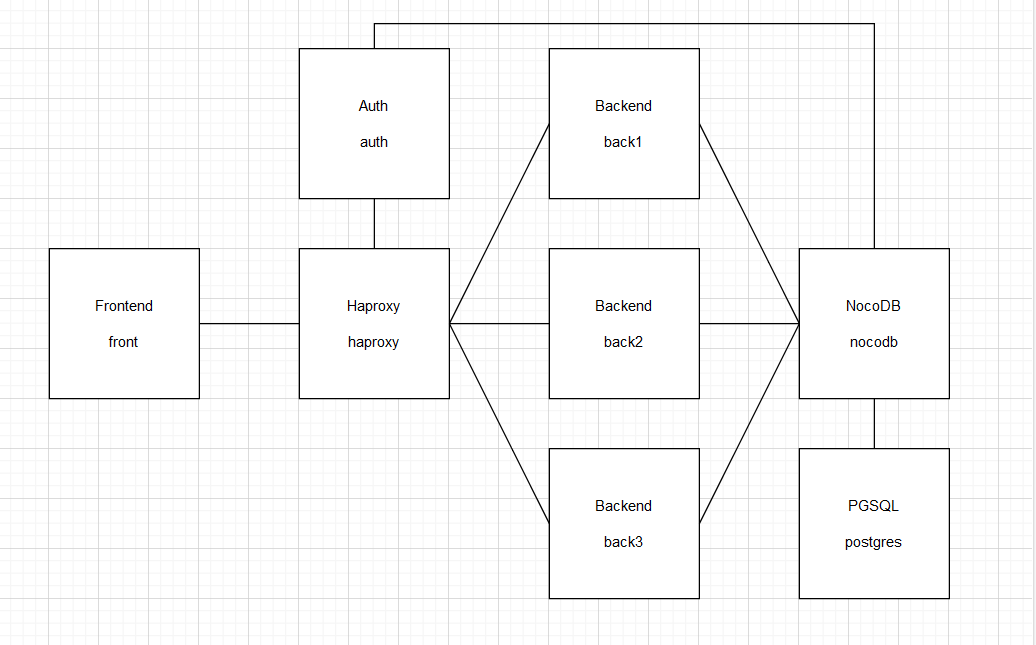 Auth
auth
Backend
back1
Frontend
front
Haproxy
haproxy
Backend
back2
NocoDB
nocodb
Backend
back3
PGSQL
postgres